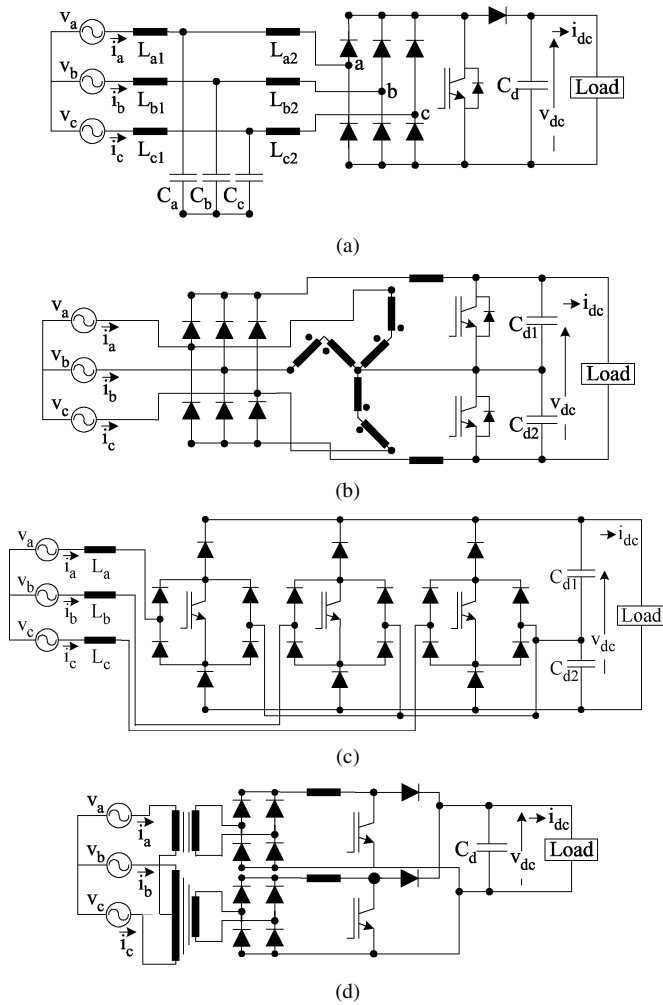 v_a
i_a
L_a1
L_a2
v_b
i_b
L_b1
L_b2
v_c
i_c
L_c1
L_c2
a
b
c
C_a
C_b
C_c
C_d
v_dc
i_dc
Load
(a)
v_a
i_a
v_b
i_b
v_c
i_c
C_d1
C_d2
v_dc
i_dc
Load
(b)
v_a
i_a
L_a
v_b
i_b
L_b
v_c
i_c
L_c
C_d1
C_d2
v_dc
i_dc
Load
(c)
v_a
i_a
v_b
i_b
v_c
i_c
C_d
v_dc
i_dc
Load
(d)